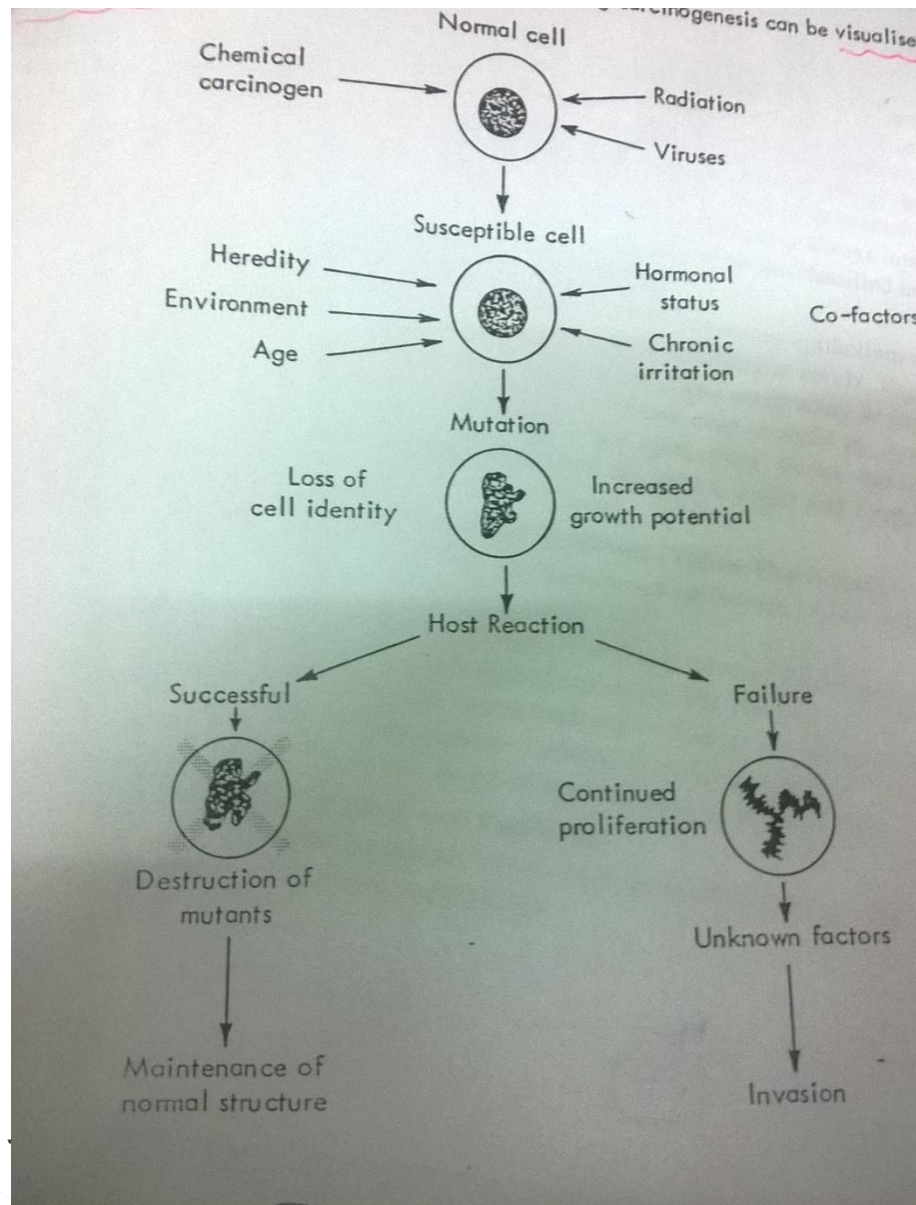 carcinogenesis can be visualise
Normal cell
Chemical
carcinogen
Radiation
Viruses
Susceptible cell
Heredity
Environment
Age
Hormonal
status
Chronic
irritation
Co-factors
Mutation
Loss of
cell identity
Increased
growth potential
Host Reaction
Successful
Failure
Continued
proliferation
Destruction of
mutants
Unknown factors
Maintenance of
normal structure
Invasion